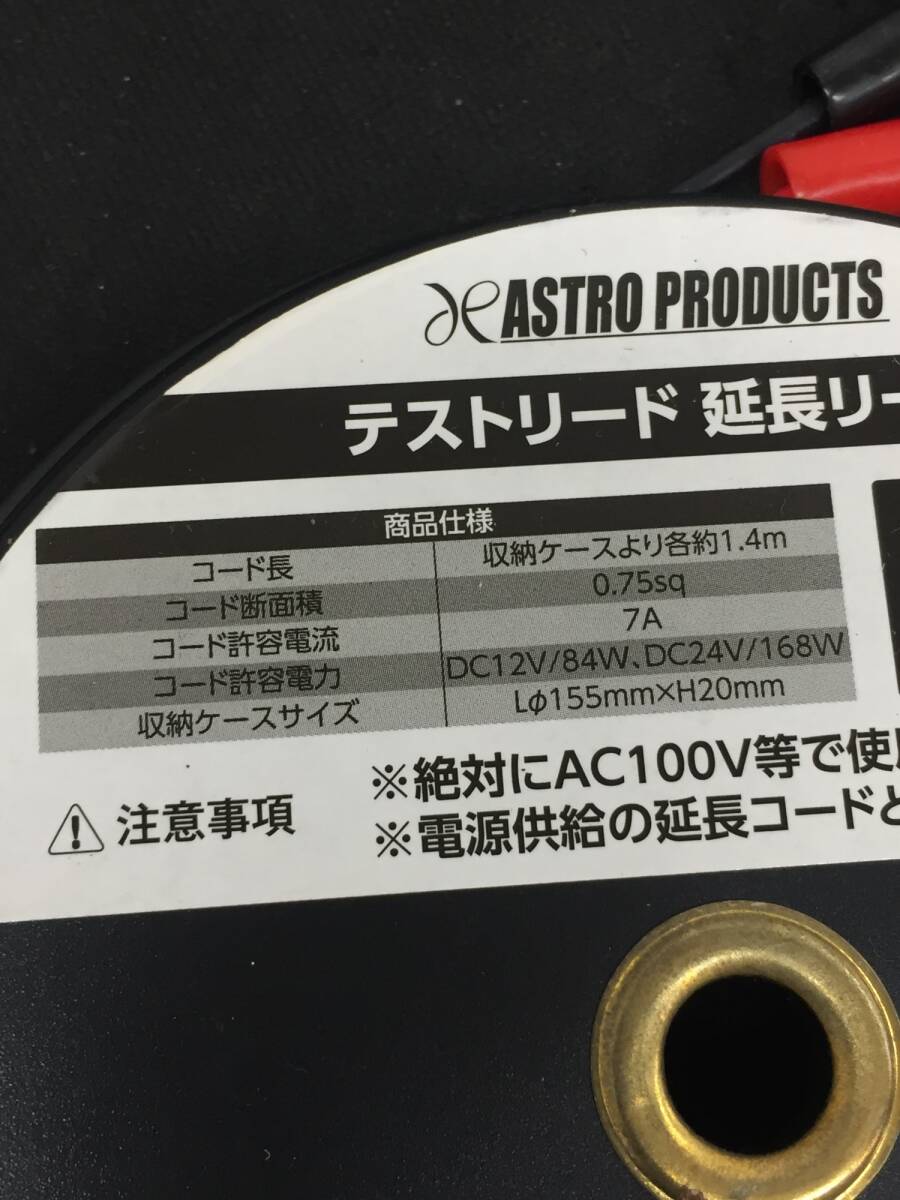 ASTRO PRODUCTS
テストリード 延長リー
商品仕様
コード長 収納ケースより各約1.4m
コード断面積 0.75sq
コード許容電流 7A
コード許容電力 DC12V/84W、DC24V/168W
収納ケースサイズ Lφ155mm×H20mm
注意事項
※絶対にAC100V等で使
※電源供給の延長コードと